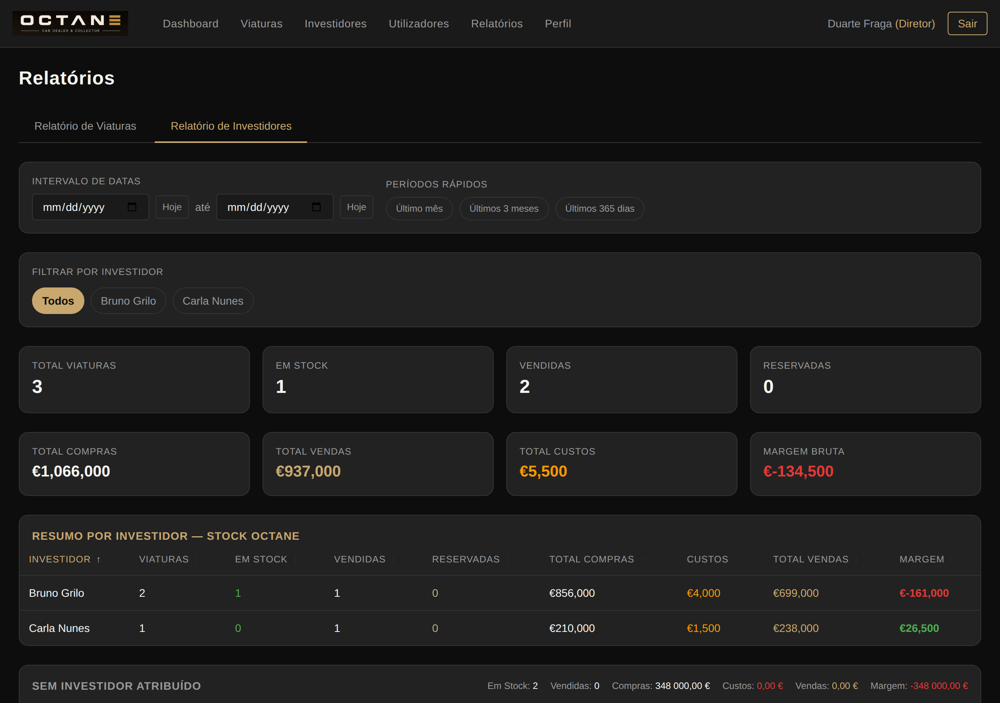 OCTANE
CAR DEALER & COLLECTOR
Dashboard Viaturas Investidores Utilizadores Relatórios Perfil
Duarte Fraga (Diretor) Sair
Relatórios
Relatório de Viaturas Relatório de Investidores
INTERVALO DE DATAS
mm/dd/yyyy Hoje até mm/dd/yyyy Hoje
PERÍODOS RÁPIDOS
Último mês Últimos 3 meses Últimos 365 dias
FILTRAR POR INVESTIDOR
Todos Bruno Grilo Carla Nunes
TOTAL VIATURAS
3
EM STOCK
1
VENDIDAS
2
RESERVADAS
0
TOTAL COMPRAS
€1,066,000
TOTAL VENDAS
€937,000
TOTAL CUSTOS
€5,500
MARGEM BRUTA
€-134,500
RESUMO POR INVESTIDOR — STOCK OCTANE
INVESTIDOR ↑ VIATURAS EM STOCK VENDIDAS RESERVADAS TOTAL COMPRAS CUSTOS TOTAL VENDAS MARGEM
Bruno Grilo 2 1 1 0 €856,000 €4,000 €699,000 €-161,000
Carla Nunes 1 0 1 0 €210,000 €1,500 €238,000 €26,500
SEM INVESTIDOR ATRIBUÍDO
Em Stock: 2 Vendidas: 0 Compras: 348 000,00 € Custos: 0,00 € Vendas: 0,00 € Margem: -348 000,00 €